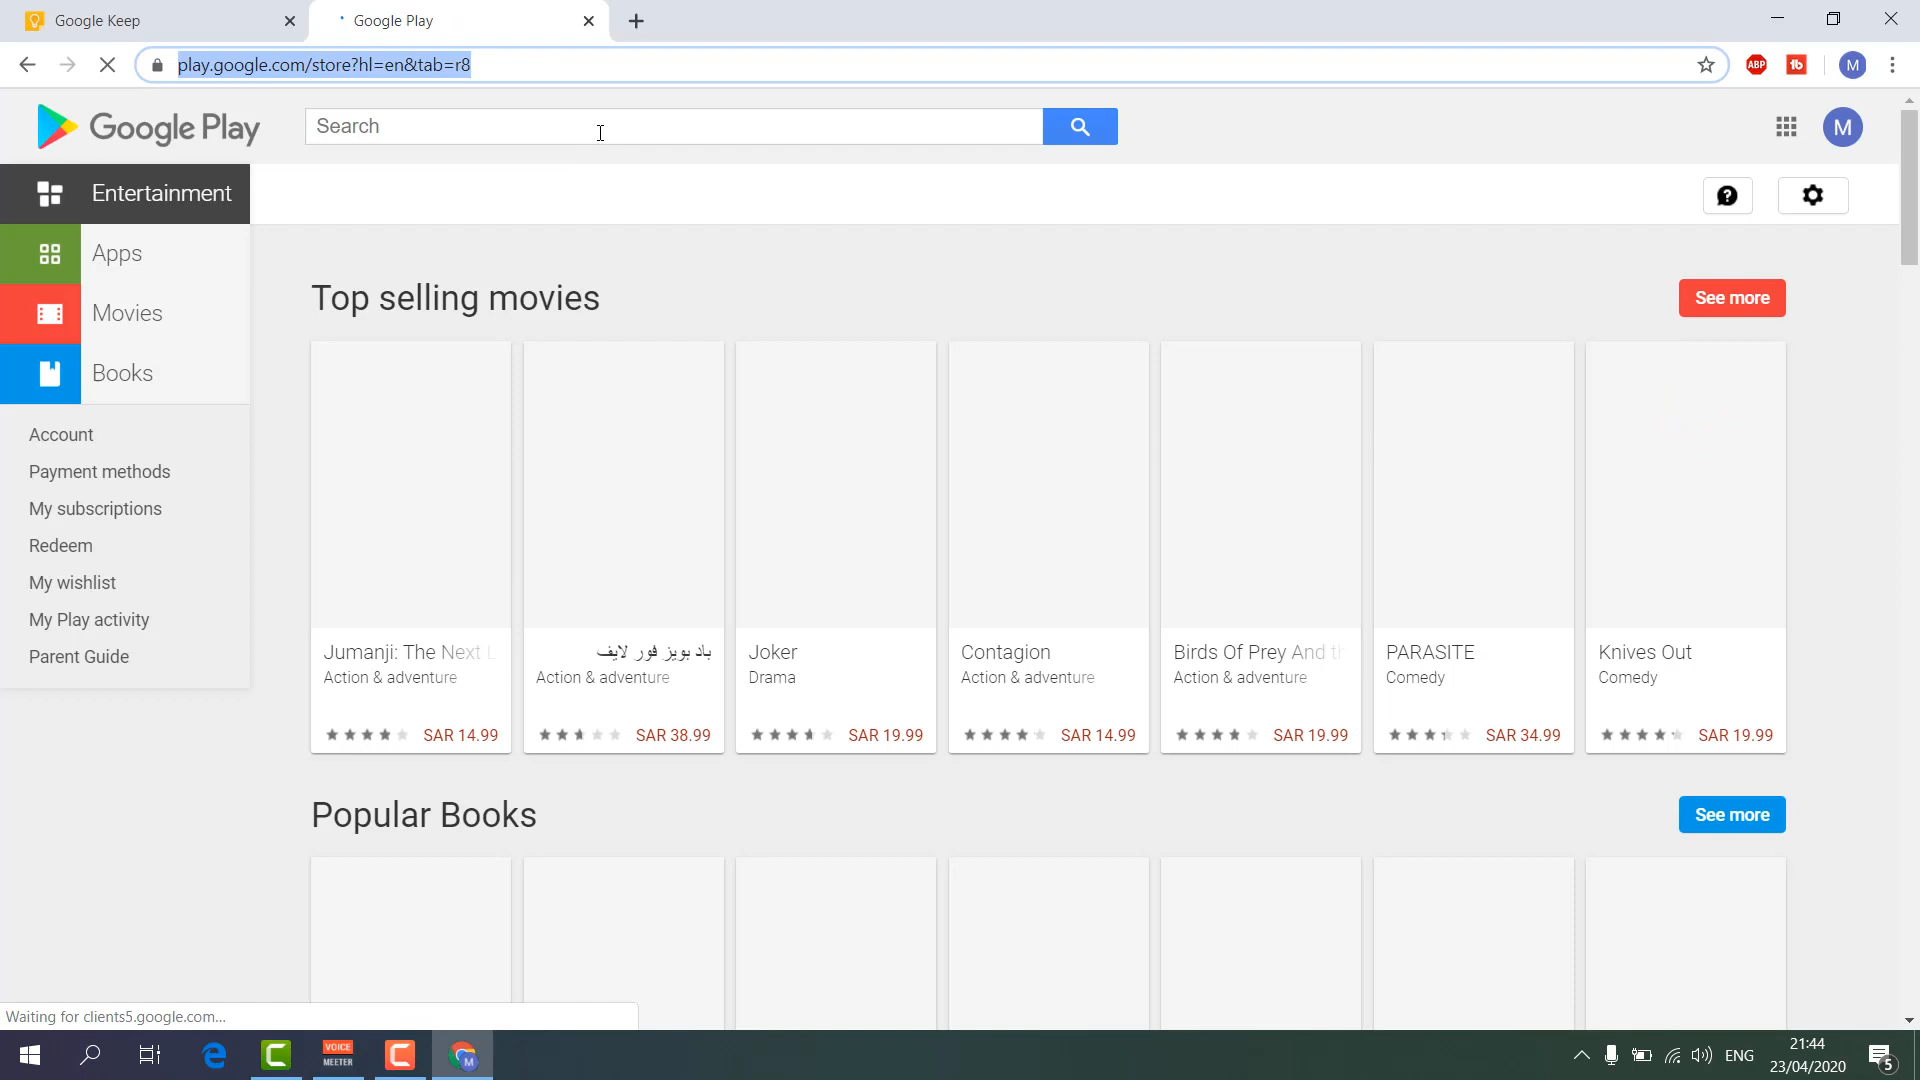 Google Keep
Google Play
play.google.com/store?hl=en&tab=r8
ABP
M
Google Play
Search
M
Entertainment
Apps
Movies
Books
Account
Payment methods
My subscriptions
Redeem
My wishlist
My Play activity
Parent Guide
Top selling movies
See more
Jumanji: The Next L
Action & adventure
SAR 14.99
باد بويز فور لايف
Action & adventure
SAR 38.99
Joker
Drama
SAR 19.99
Contagion
Action & adventure
SAR 14.99
Birds Of Prey And th
Action & adventure
SAR 19.99
PARASITE
Comedy
SAR 34.99
Knives Out
Comedy
SAR 19.99
Popular Books
See more
Waiting for clients5.google.com...
VOICE
MEETER
M
ENG
21:44
23/04/2020
5